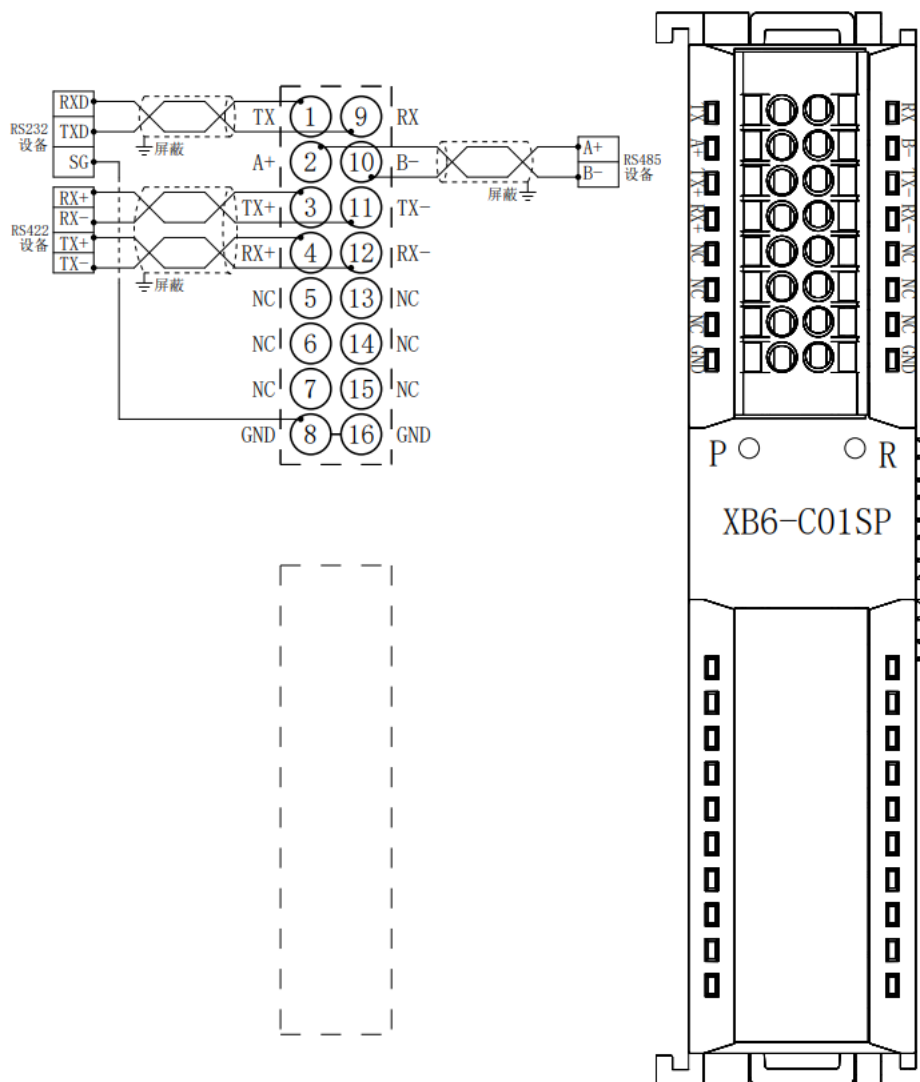 RXD
TXD
SG
RS232
设备
屏蔽
TX 1 9 RX
A+ 2 10 B-
A+
B-
RS485
设备
屏蔽
RX+
RX-
TX+
TX-
RS422
设备
屏蔽
TX+ 3 11 TX-
RX+ 4 12 RX-
NC 5 13 NC
NC 6 14 NC
NC 7 15 NC
GND 8 16 GND
TX RX
A+ B-
TX+ TX-
RX+ RX-
NC NC
NC NC
NC NC
GND GND
P R
XB6-C01SP